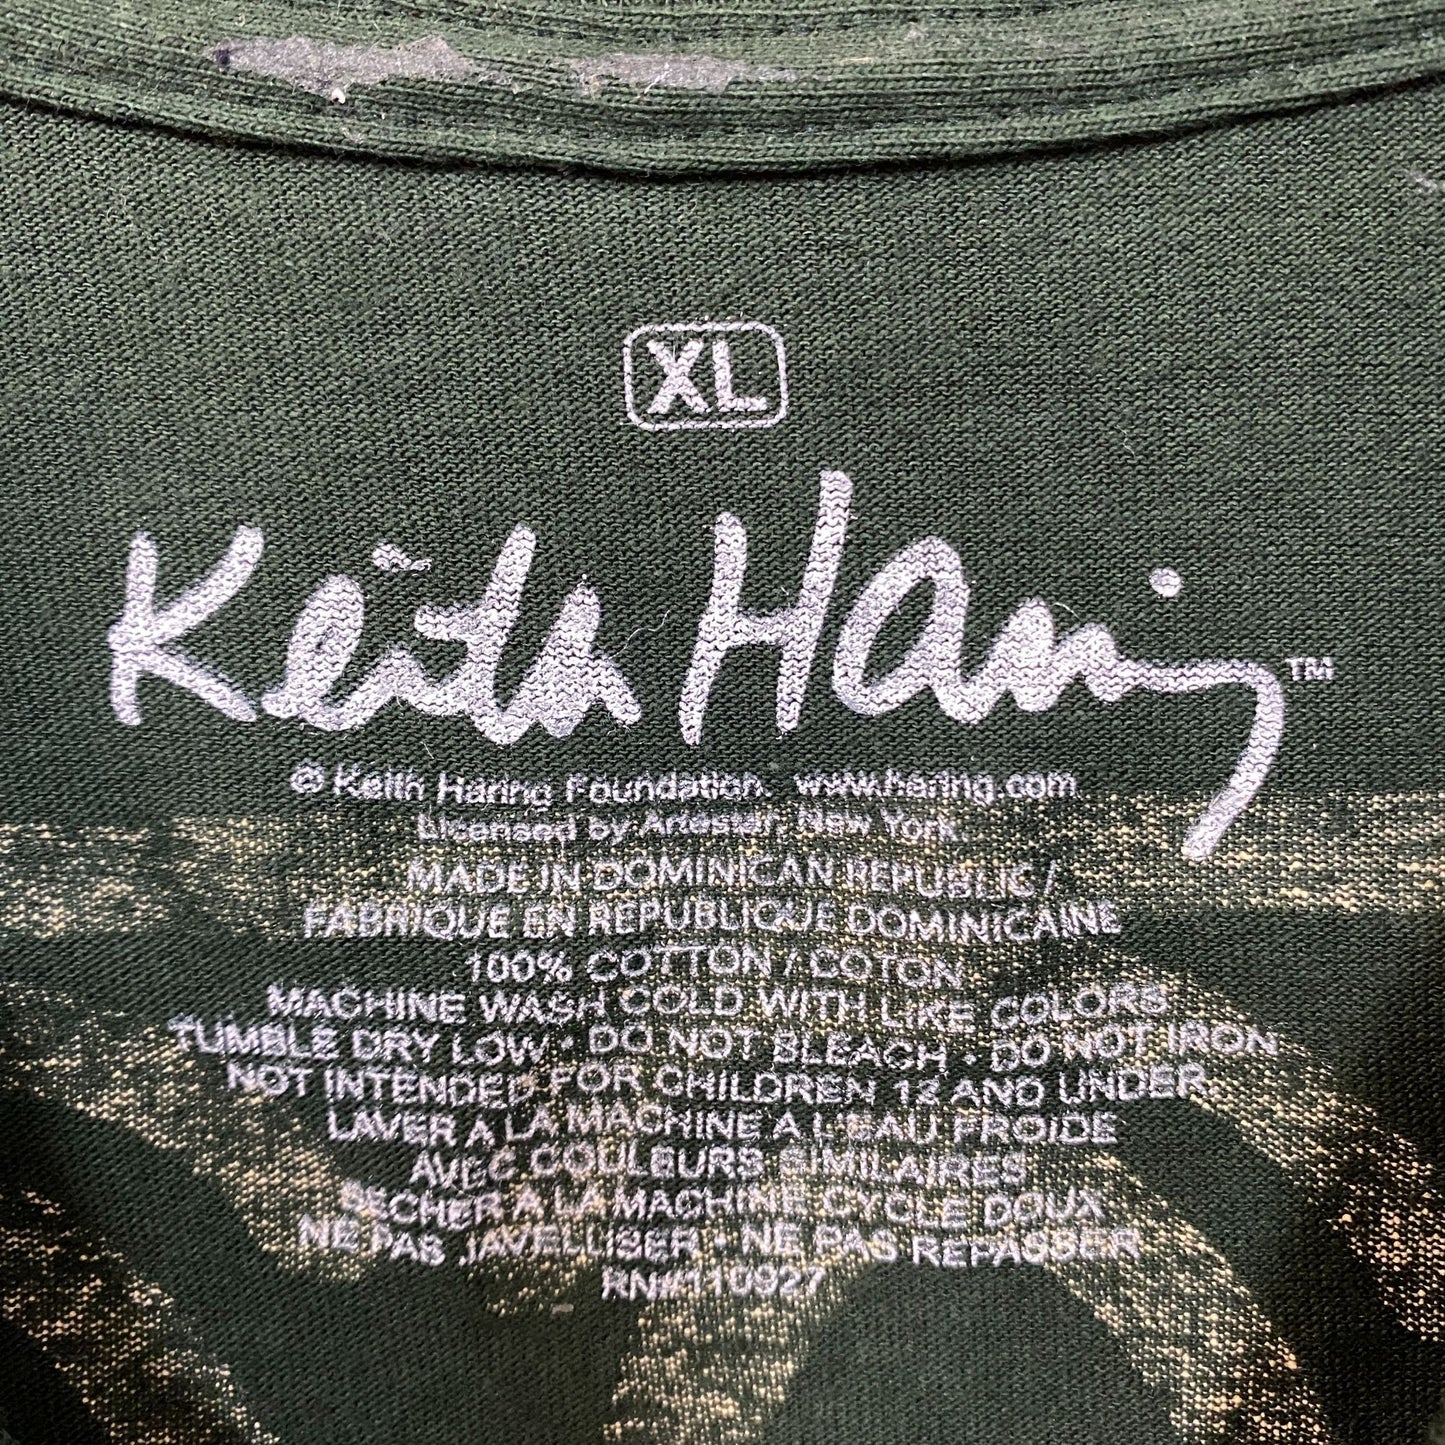 XL
Keith Haring™
© Keith Haring Foundation. www.haring.com
Licensed by Artestar, New York.
MADE IN DOMINICAN REPUBLIC /
FABRIQUE EN REPUBLIQUE DOMINICAINE
100% COTTON / COTON
MACHINE WASH COLD WITH LIKE COLORS
TUMBLE DRY LOW • DO NOT BLEACH • DO NOT IRON
NOT INTENDED FOR CHILDREN 12 AND UNDER
LAVER A LA MACHINE A L'EAU FROIDE
AVEC COULEURS SIMILAIRES
SECHER A LA MACHINE CYCLE DOUX
NE PAS JAVELLISER • NE PAS REPASSER
RN#110927